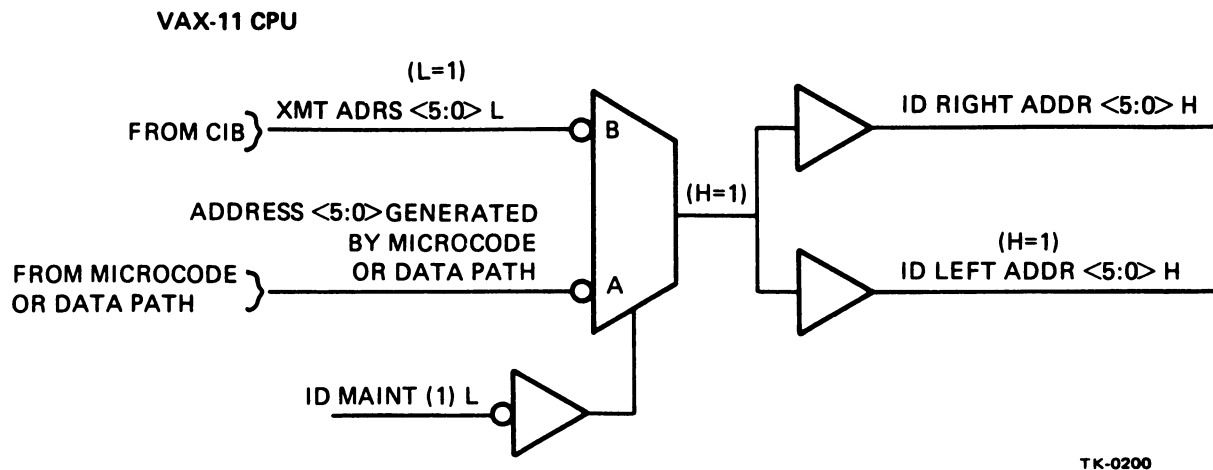 VAX-11 CPU
(L=1)
XMT ADRS <5:0> L
FROM CIB
B
ADDRESS <5:0> GENERATED
BY MICROCODE
OR DATA PATH
FROM MICROCODE
OR DATA PATH
A
(H=1)
ID RIGHT ADDR <5:0> H
(H=1)
ID LEFT ADDR <5:0> H
ID MAINT (1) L
TK-0200